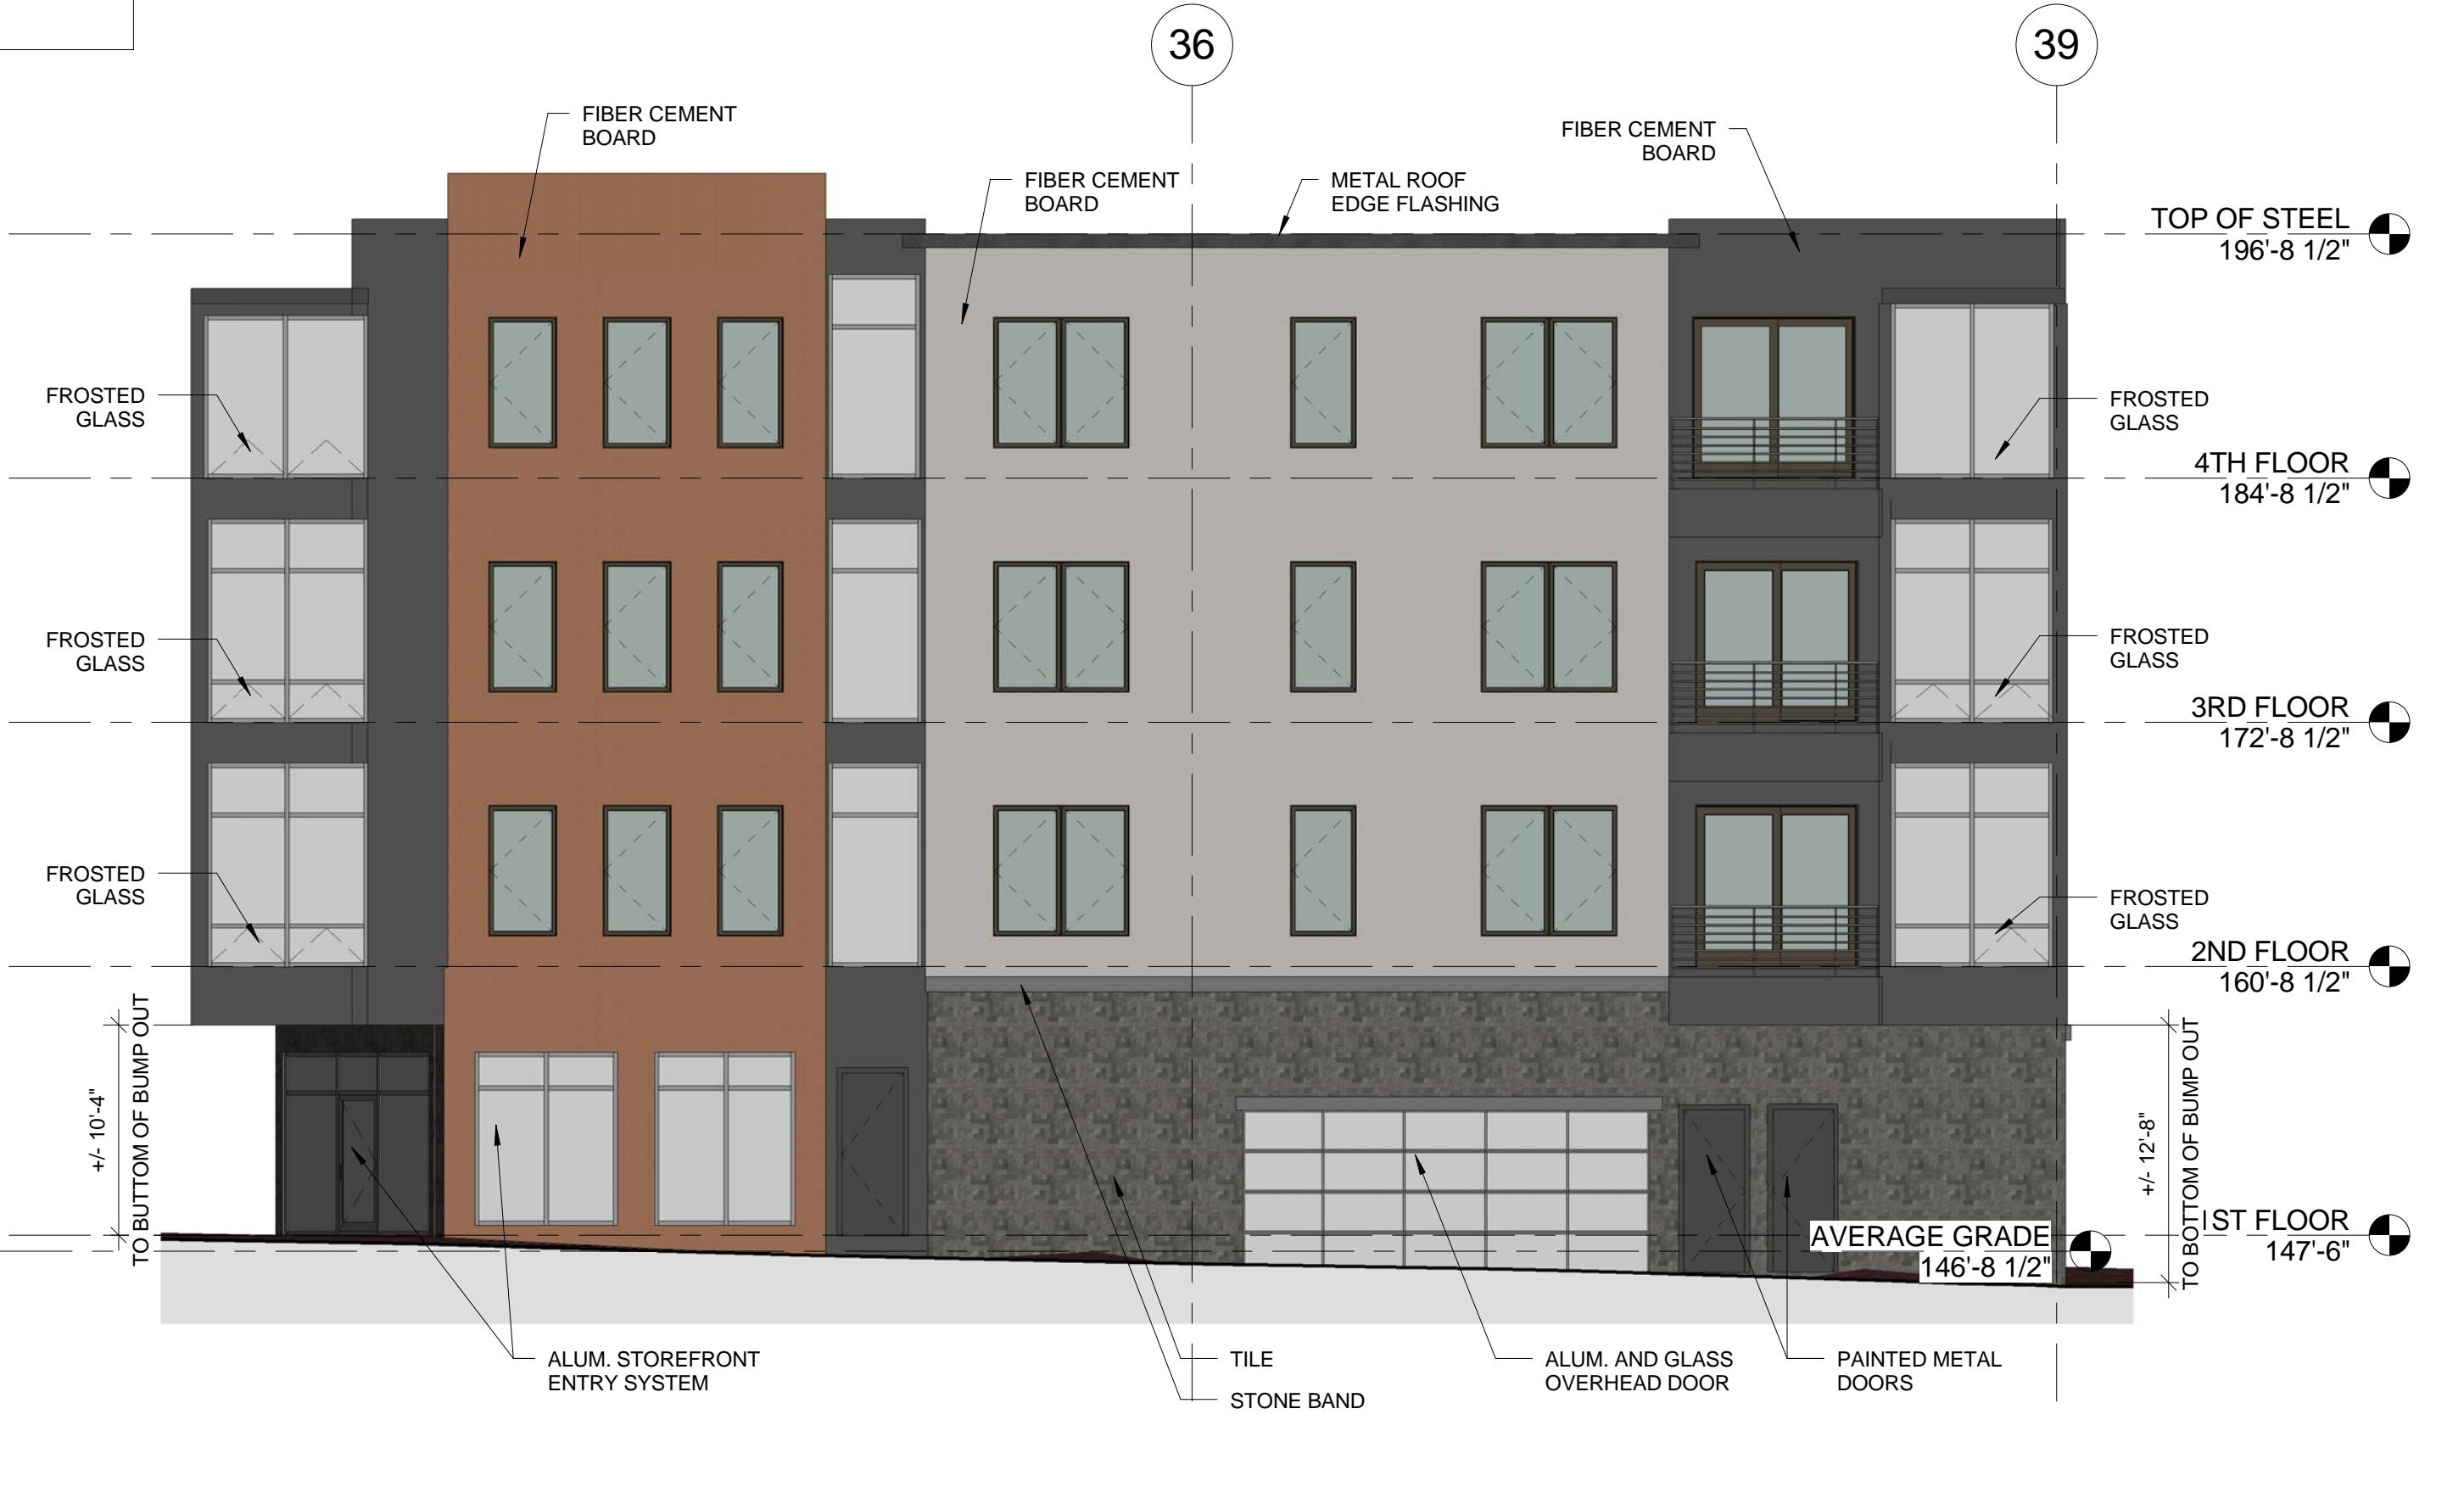 36
39
FIBER CEMENT
BOARD
FIBER CEMENT
BOARD
METAL ROOF
EDGE FLASHING
FIBER CEMENT
BOARD
TOP OF STEEL
196'-8 1/2"
FROSTED
GLASS
FROSTED
GLASS
4TH FLOOR
184'-8 1/2"
FROSTED
GLASS
FROSTED
GLASS
3RD FLOOR
172'-8 1/2"
FROSTED
GLASS
FROSTED
GLASS
2ND FLOOR
160'-8 1/2"
+/- 10'-4"
TO BUTTOM OF BUMP OUT
+/- 12'-8"
TO BOTTOM OF BUMP OUT
1ST FLOOR
147'-6"
AVERAGE GRADE
146'-8 1/2"
ALUM. STOREFRONT
ENTRY SYSTEM
TILE
STONE BAND
ALUM. AND GLASS
OVERHEAD DOOR
PAINTED METAL
DOORS